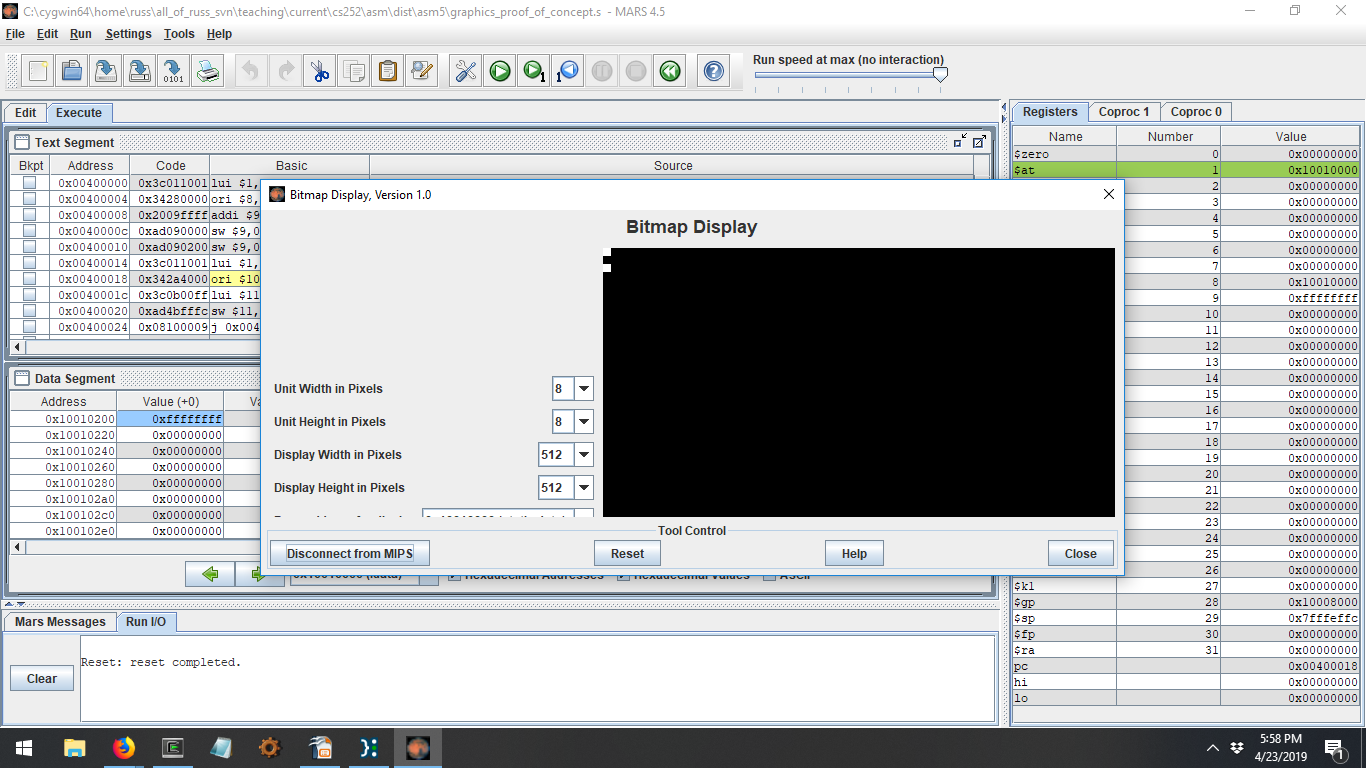 C:\cygwin64\home\russ\all_of_russ_svn\teaching\current\cs252\asm\dist\asm5\graphics_proof_of_concept.s - MARS 4.5
File Edit Run Settings Tools Help
Run speed at max (no interaction)
Edit Execute
Text Segment
Bkpt Address Code Basic Source
0x00400000 0x3c011001 lui $1,
0x00400004 0x34280000 ori $8,
0x00400008 0x2009ffff addi $9
0x0040000c 0xad090000 sw $9,0
0x00400010 0xad090200 sw $9,0
0x00400014 0x3c011001 lui $1,
0x00400018 0x342a4000 ori $10
0x0040001c 0x3c0b00ff lui $11
0x00400020 0xad4bfffc sw $11,
0x00400024 0x08100009 j 0x004
Data Segment
Address Value (+0) Va
0x10010200 0xffffffff
0x10010220 0x00000000
0x10010240 0x00000000
0x10010260 0x00000000
0x10010280 0x00000000
0x100102a0 0x00000000
0x100102c0 0x00000000
0x100102e0 0x00000000
0x10010000 (.data) Hexadecimal Addresses Hexadecimal Values ASCII
Bitmap Display, Version 1.0
Bitmap Display
Unit Width in Pixels 8
Unit Height in Pixels 8
Display Width in Pixels 512
Display Height in Pixels 512
Tool Control
Disconnect from MIPS Reset Help Close
Registers Coproc 1 Coproc 0
Name Number Value
$zero 0 0x00000000
$at 1 0x10010000
2 0x00000000
3 0x00000000
4 0x00000000
5 0x00000000
6 0x00000000
7 0x00000000
8 0x10010000
9 0xffffffff
10 0x00000000
11 0x00000000
12 0x00000000
13 0x00000000
14 0x00000000
15 0x00000000
16 0x00000000
17 0x00000000
18 0x00000000
19 0x00000000
20 0x00000000
21 0x00000000
22 0x00000000
23 0x00000000
24 0x00000000
25 0x00000000
26 0x00000000
$k1 27 0x00000000
$gp 28 0x10008000
$sp 29 0x7fffeffc
$fp 30 0x00000000
$ra 31 0x00000000
pc 0x00400018
hi 0x00000000
lo 0x00000000
Mars Messages Run I/O
Reset: reset completed.
Clear
5:58 PM
4/23/2019
1